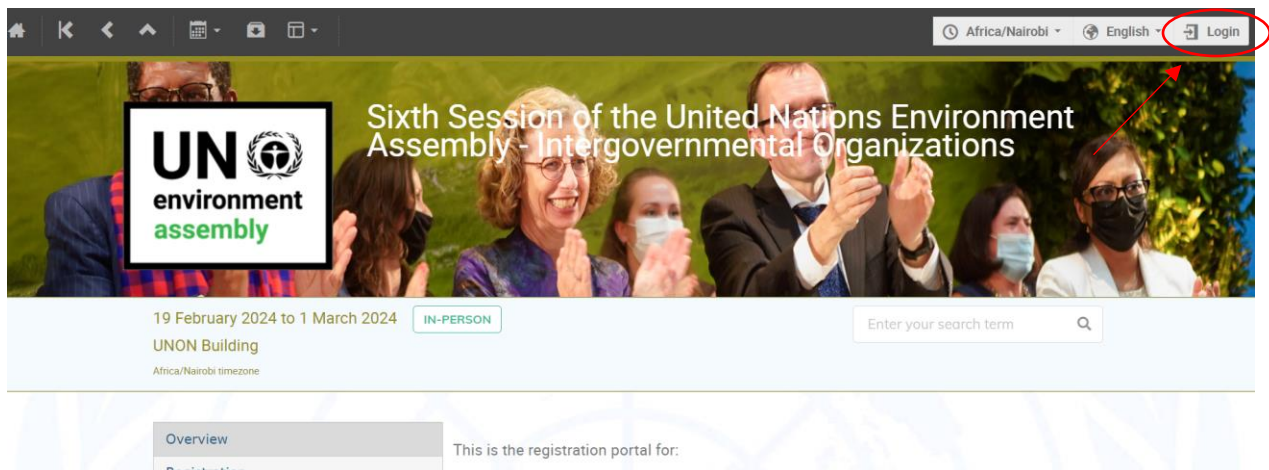 Africa/Nairobi
English
Login
Sixth Session of the United Nations Environment
Assembly - Intergovernmental Organizations
UN
environment
assembly
19 February 2024 to 1 March 2024
IN-PERSON
Enter your search term
UNON Building
Africa/Nairobi timezone
Overview
This is the registration portal for:
Registration